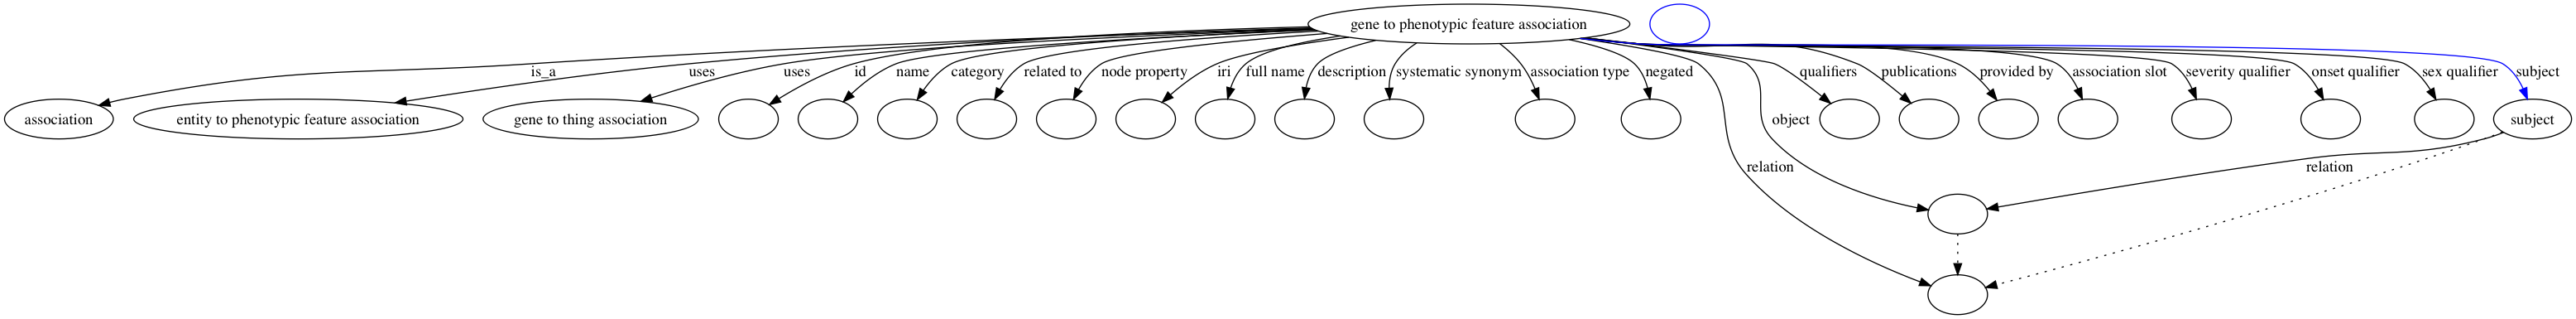 gene to phenotypic feature association
is_a
uses
uses
id
name
category
related to
node property
iri
full name
description
systematic synonym
association type
negated
qualifiers
publications
provided by
association slot
severity qualifier
onset qualifier
sex qualifier
subject
association
entity to phenotypic feature association
gene to thing association
object
subject
relation
relation